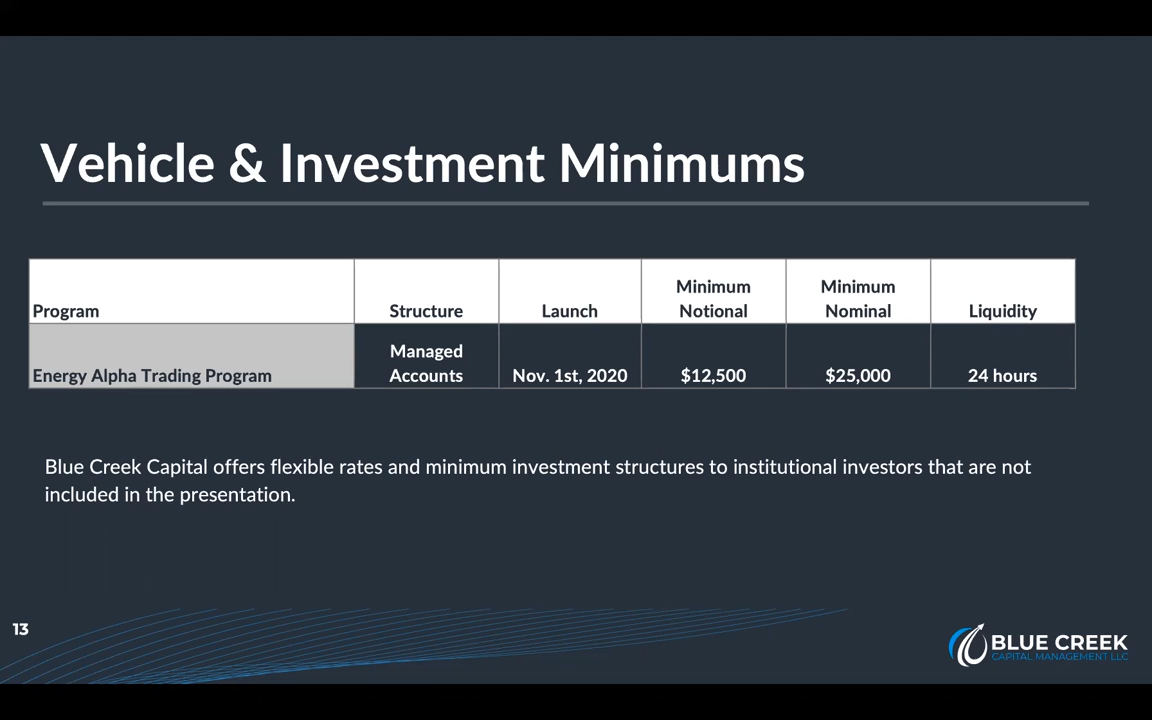 Vehicle & Investment Minimums
Program
Structure
Launch
Minimum
Notional
Minimum
Nominal
Liquidity
Energy Alpha Trading Program
Managed
Accounts
Nov. 1st, 2020
$12,500
$25,000
24 hours
Blue Creek Capital offers flexible rates and minimum investment structures to institutional investors that are not
included in the presentation.
13
BLUE CREEK
CAPITAL MANAGEMENT LLC